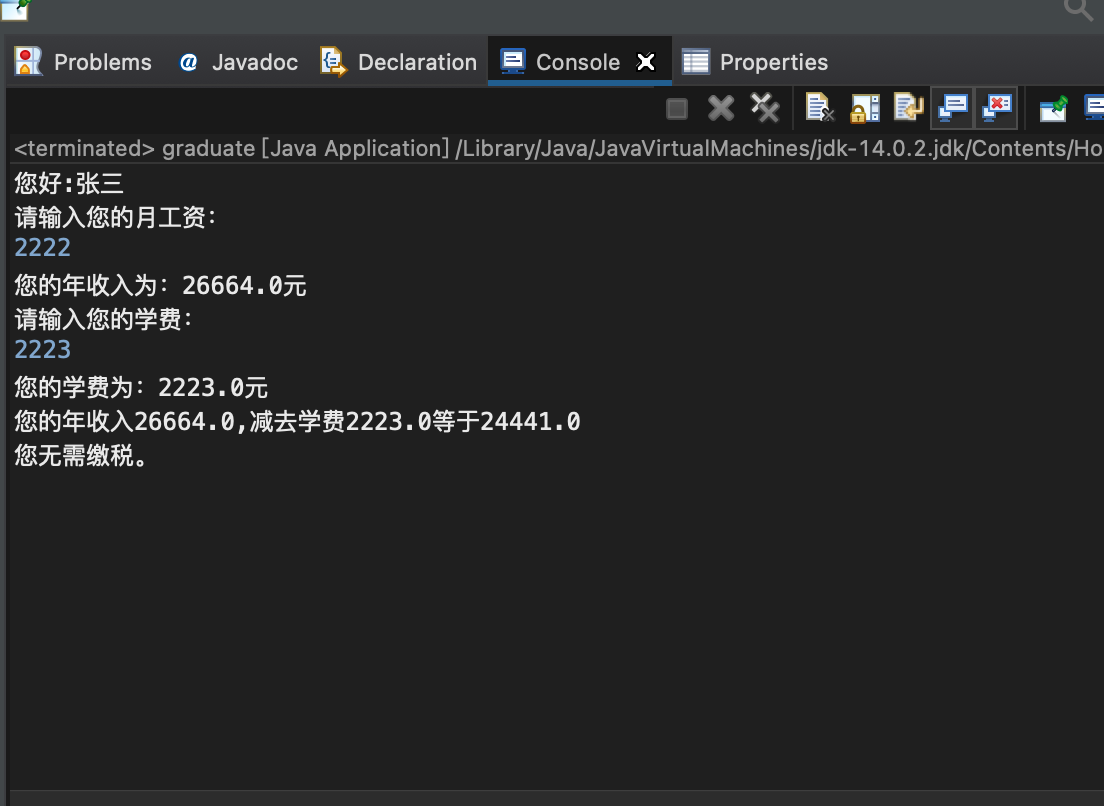 Problems @ Javadoc Declaration Console Properties
<terminated> graduate [Java Application] /Library/Java/JavaVirtualMachines/jdk-14.0.2.jdk/Contents/Ho
您好:张三
请输入您的月工资：
2222
您的年收入为：26664.0元
请输入您的学费：
2223
您的学费为：2223.0元
您的年收入26664.0,减去学费2223.0等于24441.0
您无需缴税。